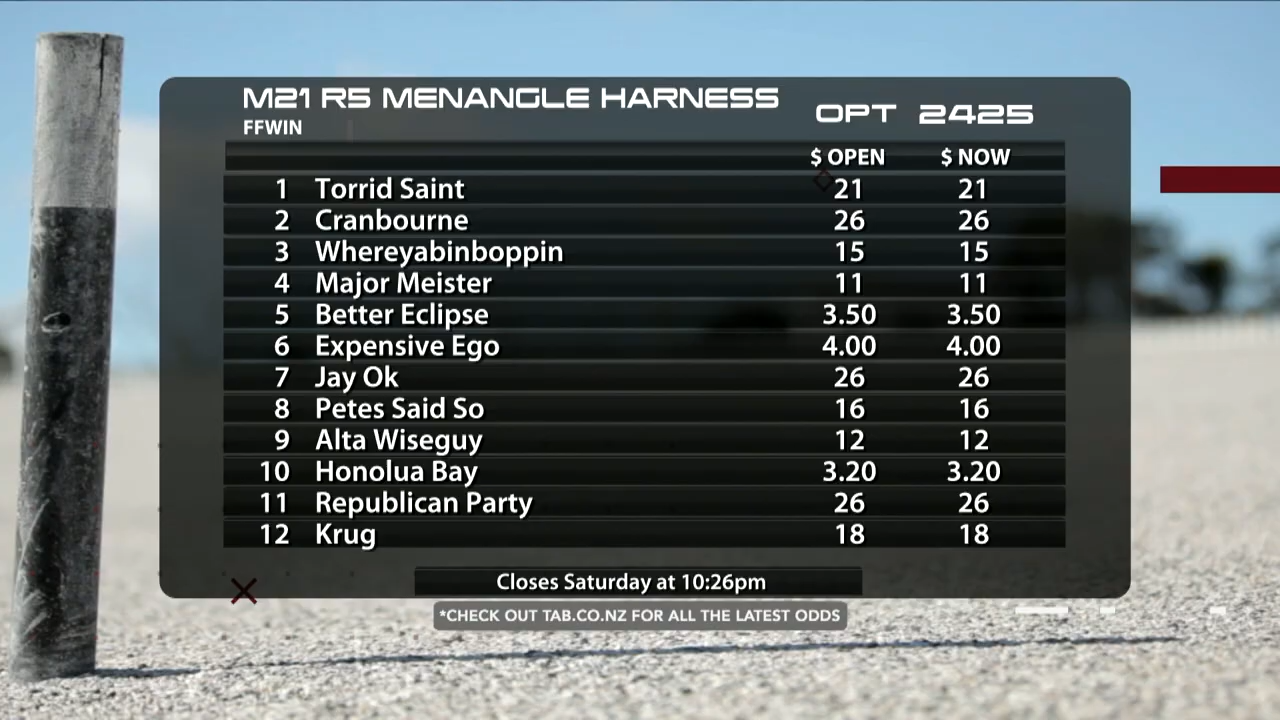 M21 R5 MENANGLE HARNESS OPT 2425
FFWIN
$ OPEN $ NOW
1 Torrid Saint 21 21
2 Cranbourne 26 26
3 Whereyabinboppin 15 15
4 Major Meister 11 11
5 Better Eclipse 3.50 3.50
6 Expensive Ego 4.00 4.00
7 Jay Ok 26 26
8 Petes Said So 16 16
9 Alta Wiseguy 12 12
10 Honolua Bay 3.20 3.20
11 Republican Party 26 26
12 Krug 18 18
Closes Saturday at 10:26pm
*CHECK OUT TAB.CO.NZ FOR ALL THE LATEST ODDS